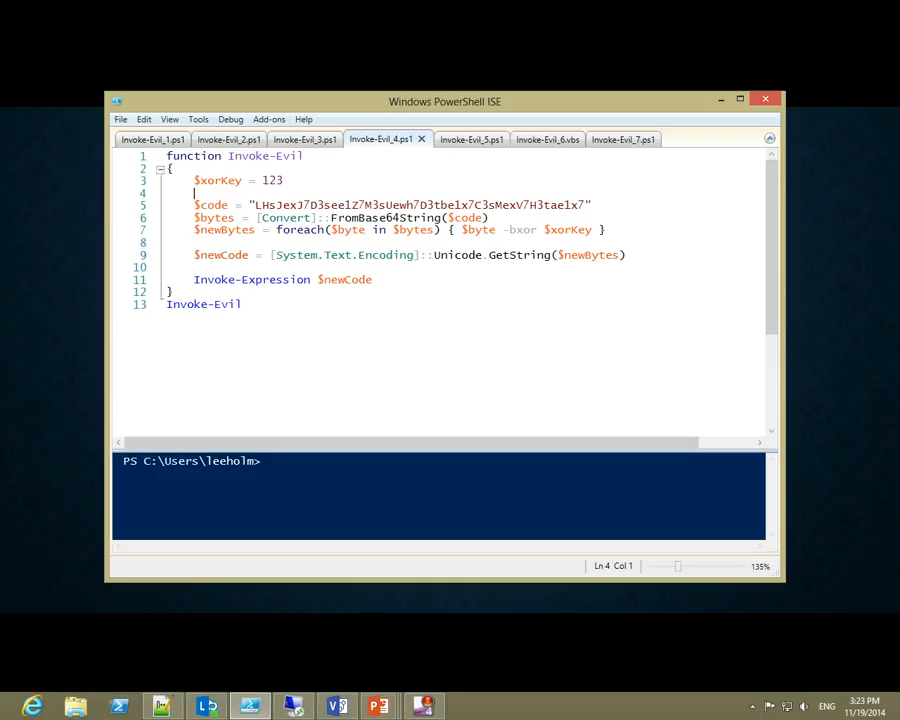 Windows PowerShell ISE
File Edit View Tools Debug Add-ons Help
Invoke-Evil_1.ps1 Invoke-Evil_2.ps1 Invoke-Evil_3.ps1 Invoke-Evil_4.ps1 Invoke-Evil_5.ps1 Invoke-Evil_6.vbs Invoke-Evil_7.ps1
1 function Invoke-Evil
2 {
3 $xorKey = 123
4
5 $code = "LHsJexJ7D3see1Z7M3sUewh7D3tbe1x7C3sMexV7H3tae1x7"
6 $bytes = [Convert]::FromBase64String($code)
7 $newBytes = foreach($byte in $bytes) { $byte -bxor $xorKey }
8
9 $newCode = [System.Text.Encoding]::Unicode.GetString($newBytes)
10
11 Invoke-Expression $newCode
12 }
13 Invoke-Evil
PS C:\Users\leeholm>
Ln 4 Col 1 135%
ENG
3:23 PM
11/19/2014